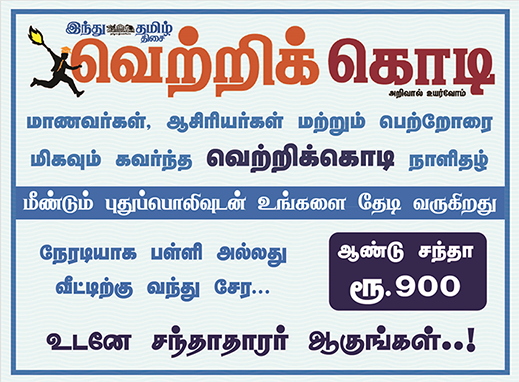 இந்து தமிழ் திசை
வெற்றிக் கொடி
அறிவால் உயர்வோம்
மாணவர்கள், ஆசிரியர்கள் மற்றும் பெற்றோரை
மிகவும் கவர்ந்த வெற்றிக்கொடி நாளிதழ்
மீண்டும் புதுப்பொலிவுடன் உங்களை தேடி வருகிறது
நேரடியாக பள்ளி அல்லது
வீட்டிற்கு வந்து சேர...
ஆண்டு சந்தா
ரூ.900
உடனே சந்தாதாரர் ஆகுங்கள்..!